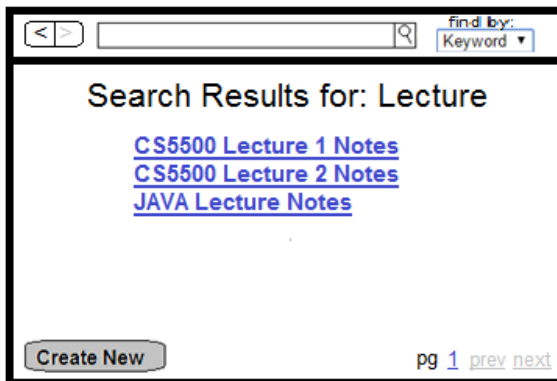 < >
find by:
Keyword ▼
Search Results for: Lecture
CS5500 Lecture 1 Notes
CS5500 Lecture 2 Notes
JAVA Lecture Notes
Create New
pg 1 prev next